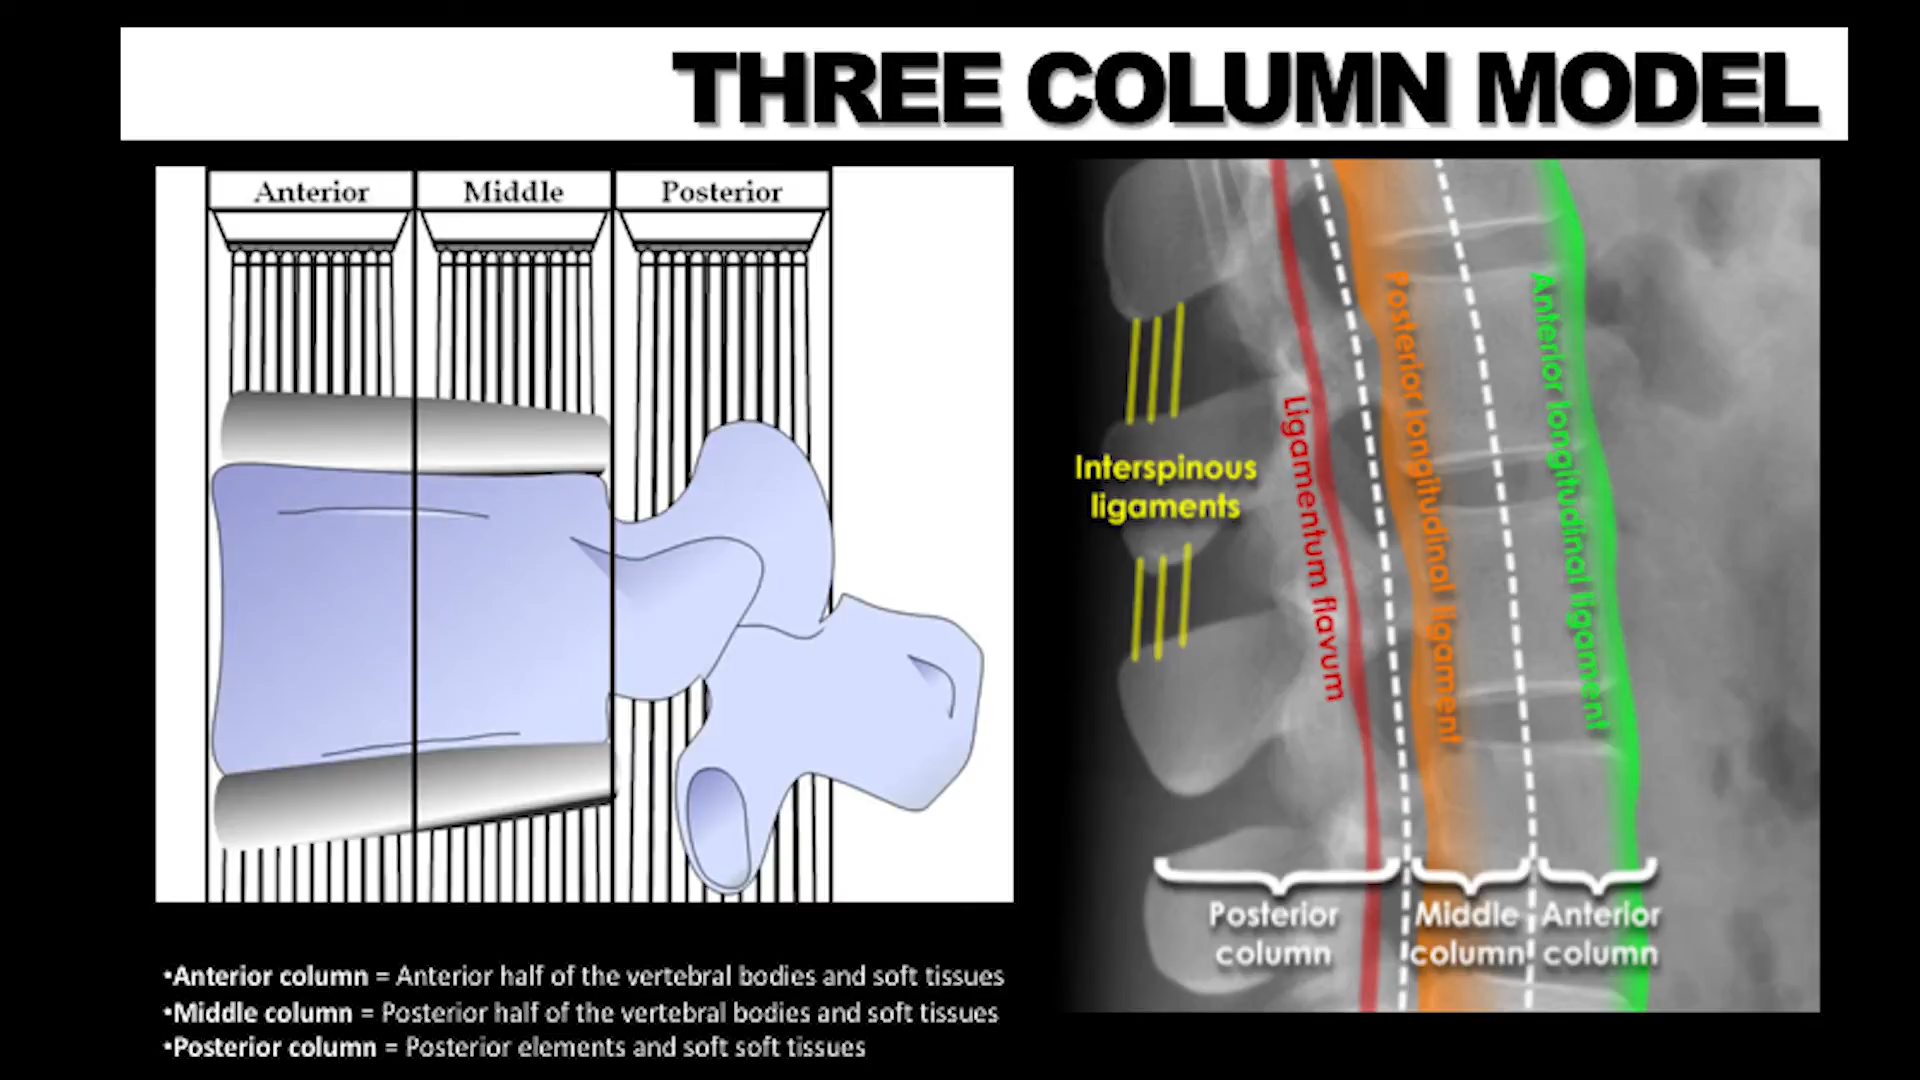 THREE COLUMN MODEL
Anterior
Middle
Posterior
Interspinous
ligaments
Ligamentum flavum
Posterior longitudinal ligament
Anterior longitudinal ligament
Posterior
column
Middle
column
Anterior
column
•Anterior column = Anterior half of the vertebral bodies and soft tissues
•Middle column = Posterior half of the vertebral bodies and soft tissues
•Posterior column = Posterior elements and soft soft tissues